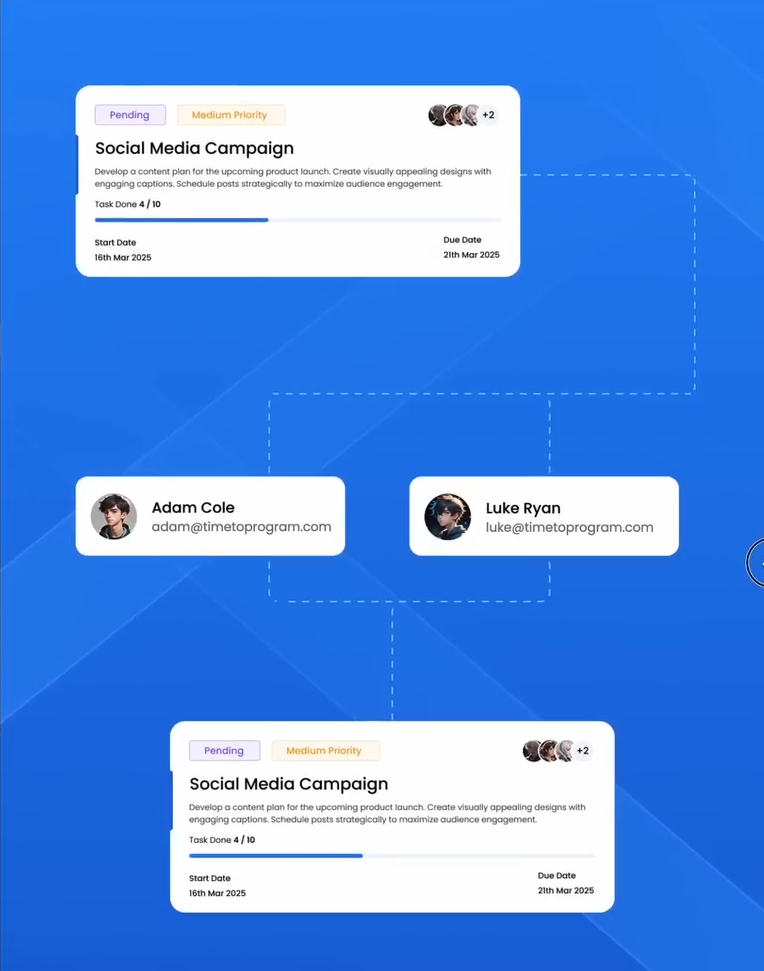 Pending
Medium Priority
+2
Social Media Campaign
Develop a content plan for the upcoming product launch. Create visually appealing designs with
engaging captions. Schedule posts strategically to maximize audience engagement.
Task Done 4 / 10
Start Date
Due Date
16th Mar 2025
21th Mar 2025
Adam Cole
adam@timetoprogram.com
Luke Ryan
luke@timetoprogram.com
Pending
Medium Priority
+2
Social Media Campaign
Develop a content plan for the upcoming product launch. Create visually appealing designs with
engaging captions. Schedule posts strategically to maximize audience engagement.
Task Done 4 / 10
Start Date
Due Date
16th Mar 2025
21th Mar 2025